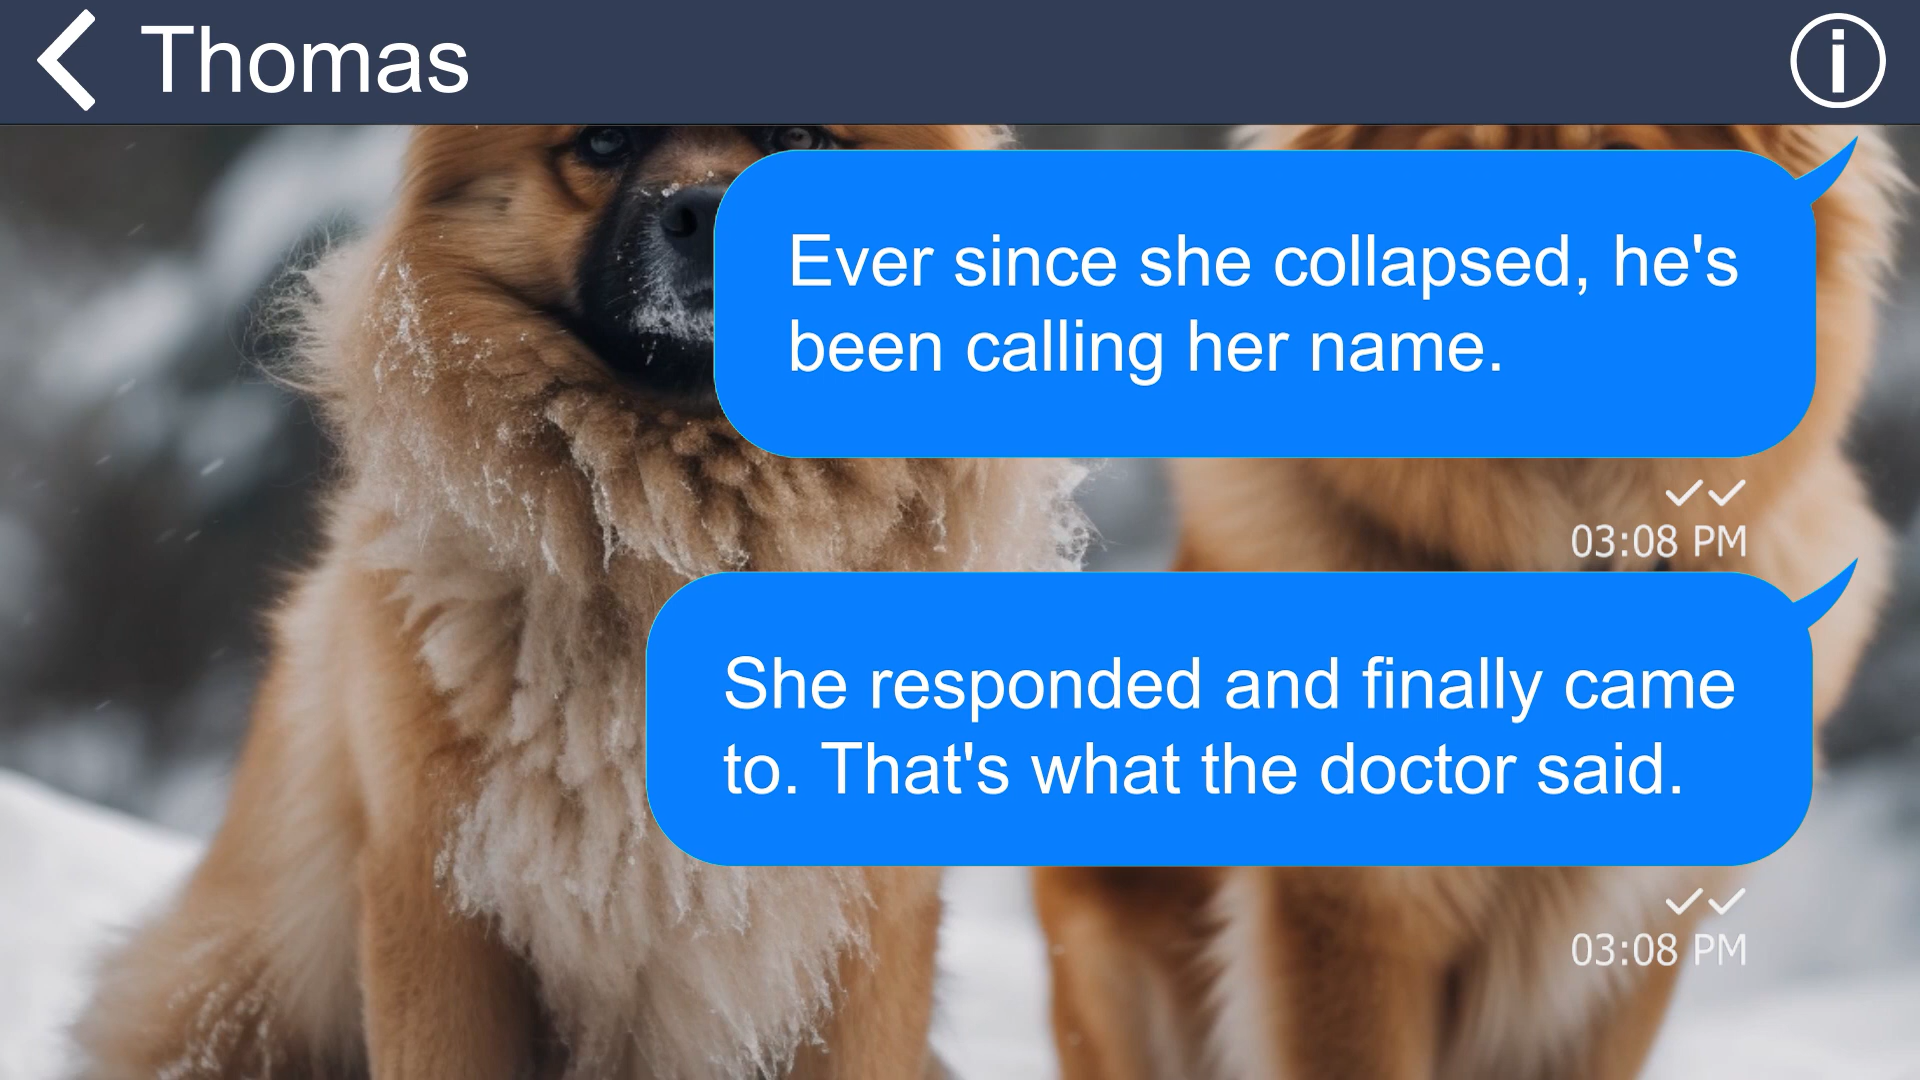 Thomas
Ever since she collapsed, he's
been calling her name.
03:08 PM
She responded and finally came
to. That's what the doctor said.
03:08 PM